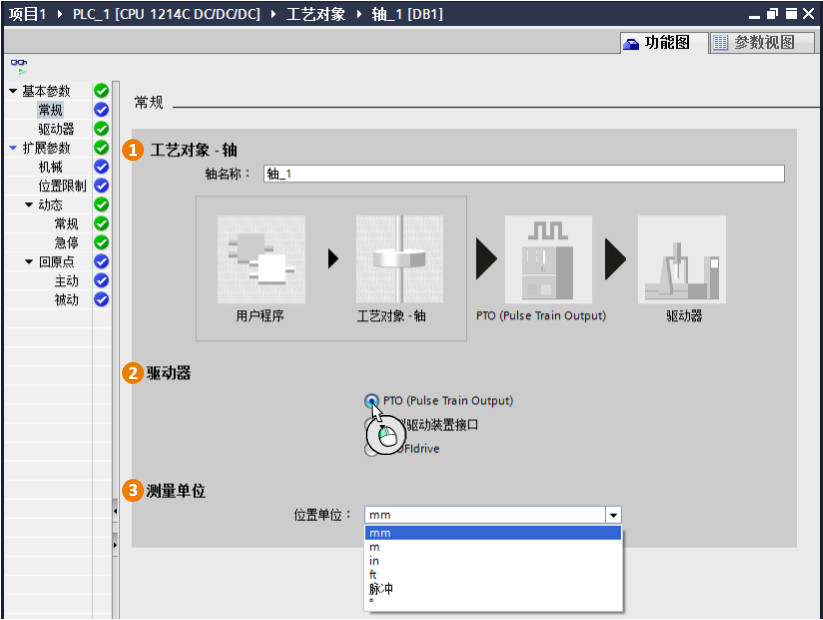 项目1 ▸ PLC_1 [CPU 1214C DC/DC/DC] ▸ 工艺对象 ▸ 轴_1 [DB1]
功能图 参数视图
基本参数
常规
驱动器
扩展参数
机械
位置限制
动态
常规
急停
回原点
主动
被动
常规
1 工艺对象 - 轴
轴名称： 轴_1
用户程序 工艺对象 - 轴 PTO (Pulse Train Output) 驱动器
2 驱动器
PTO (Pulse Train Output)
驱动装置接口
FIdrive
3 测量单位
位置单位： mm
mm
m
in
ft
脉冲
°